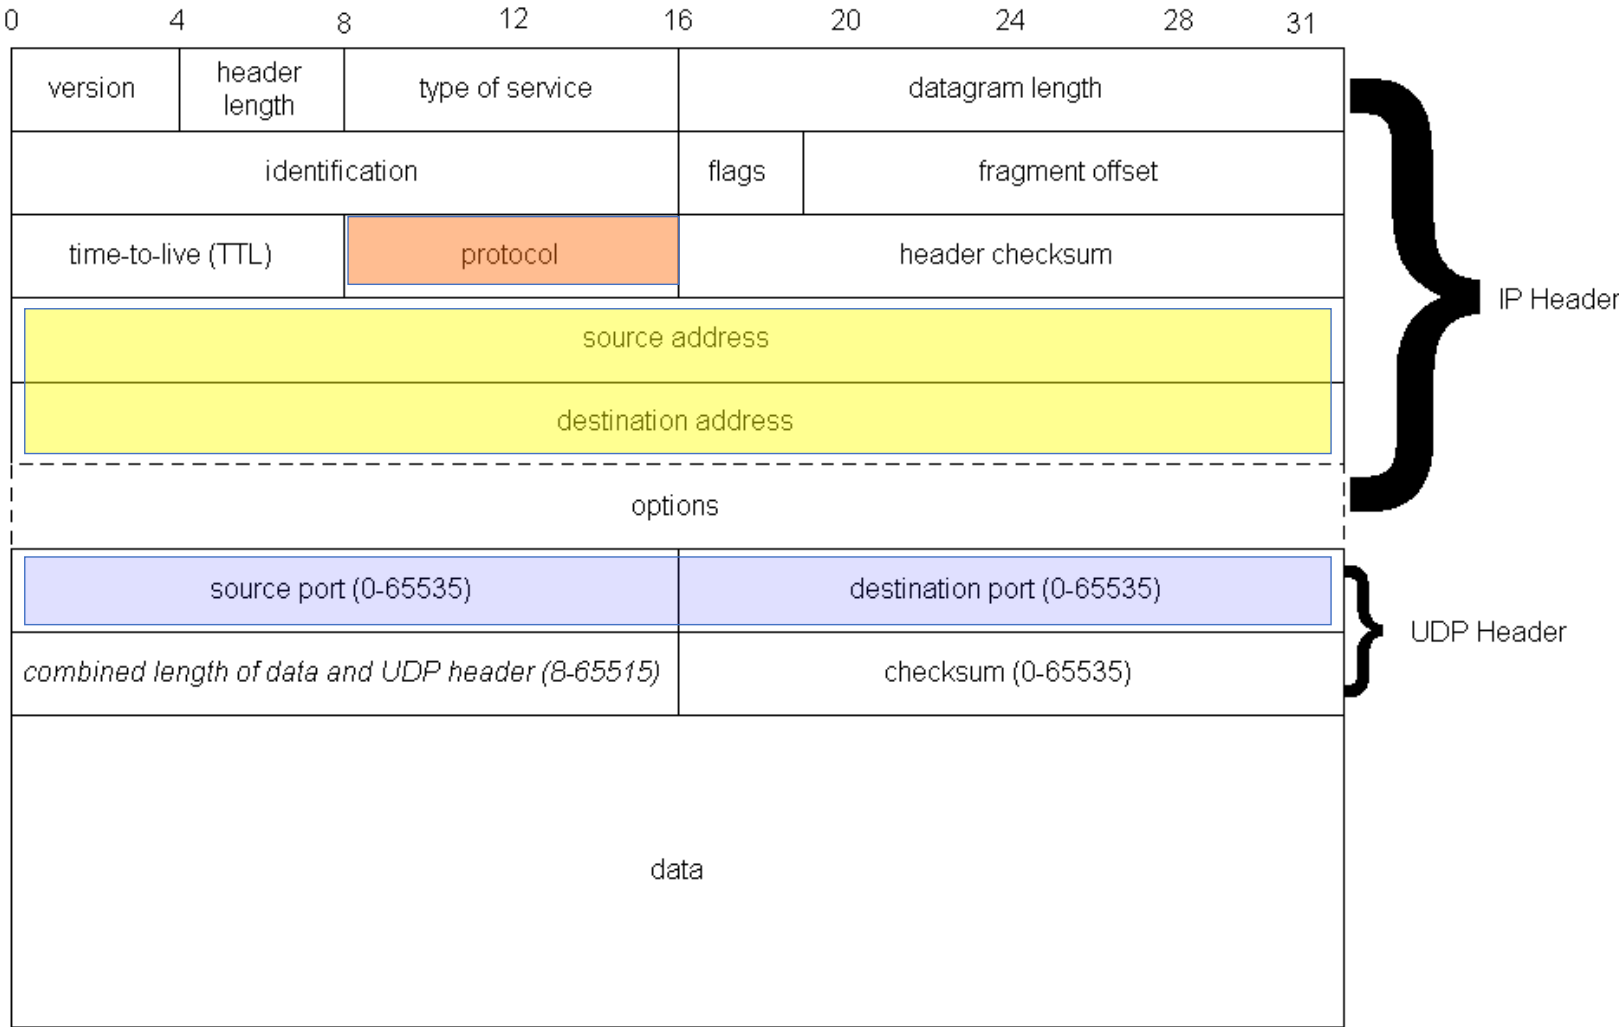 0 4 8 12 16 20 24 28 31
version
header
length
type of service
datagram length
identification
flags
fragment offset
time-to-live (TTL)
protocol
header checksum
IP Header
source address
destination address
options
source port (0-65535)
destination port (0-65535)
UDP Header
combined length of data and UDP header (8-65515)
checksum (0-65535)
data